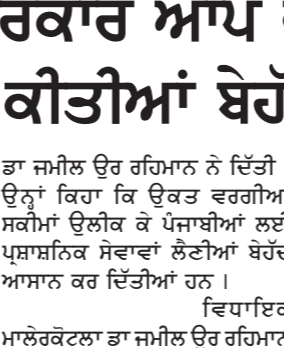 ਰਕਾਰ ਆਪ
ਕੀਤੀਆਂ ਬੇਹੱ
ਡਾ ਜਮੀਲ ਉਰ ਰਹਿਮਾਨ ਨੇ ਦਿੱਤੀ
ਉਨ੍ਹਾਂ ਕਿਹਾ ਕਿ ਉਕਤ ਵਰਗੀਆ
ਸਕੀਮਾਂ ਉਲੀਕ ਕੇ ਪੰਜਾਬੀਆਂ ਲਈ
ਪ੍ਰਸ਼ਾਸ਼ਨਿਕ ਸੇਵਾਵਾਂ ਲੈਣੀਆਂ ਬੇਹੱਦ
ਆਸਾਨ ਕਰ ਦਿੱਤੀਆਂ ਹਨ ।
ਵਿਧਾਇਕ
ਮਾਲੇਰਕੋਟਲਾ ਡਾ ਜਮੀਲ ਉਰ ਰਹਿਮਾਨ